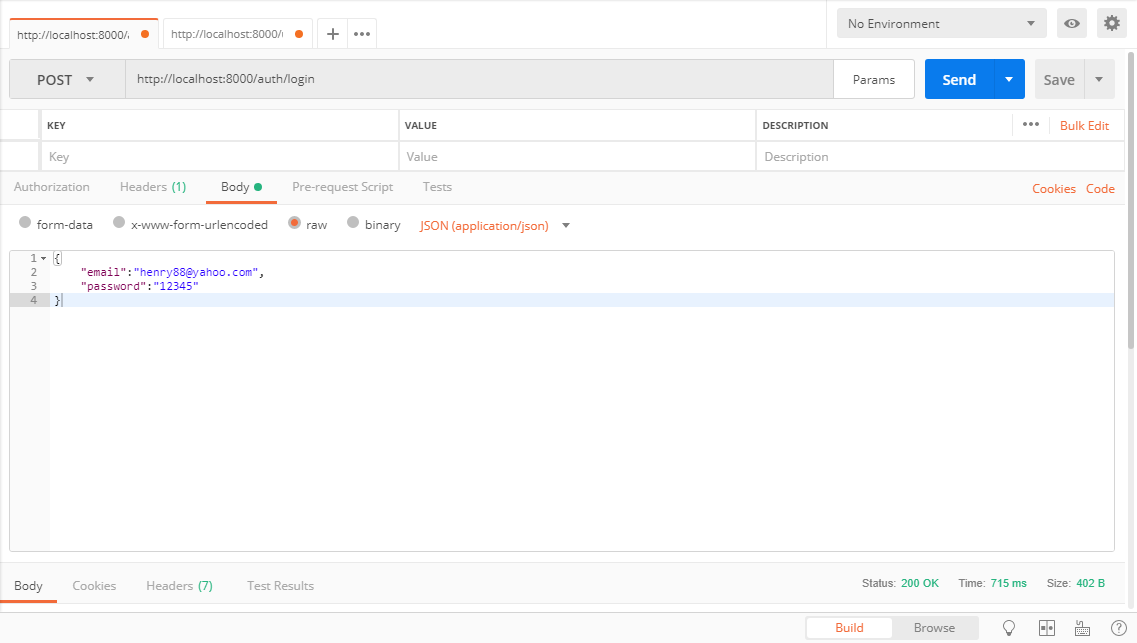 http://localhost:8000/a
http://localhost:8000/
No Environment
POST
http://localhost:8000/auth/login
Params
Send
Save
KEY VALUE DESCRIPTION ••• Bulk Edit
Key Value Description
Authorization Headers (1) Body Pre-request Script Tests Cookies Code
form-data x-www-form-urlencoded raw binary JSON (application/json)
1 {
2 "email":"henry88@yahoo.com",
3 "password":"12345"
4 }
Body Cookies Headers (7) Test Results Status: 200 OK Time: 715 ms Size: 402 B
Build Browse